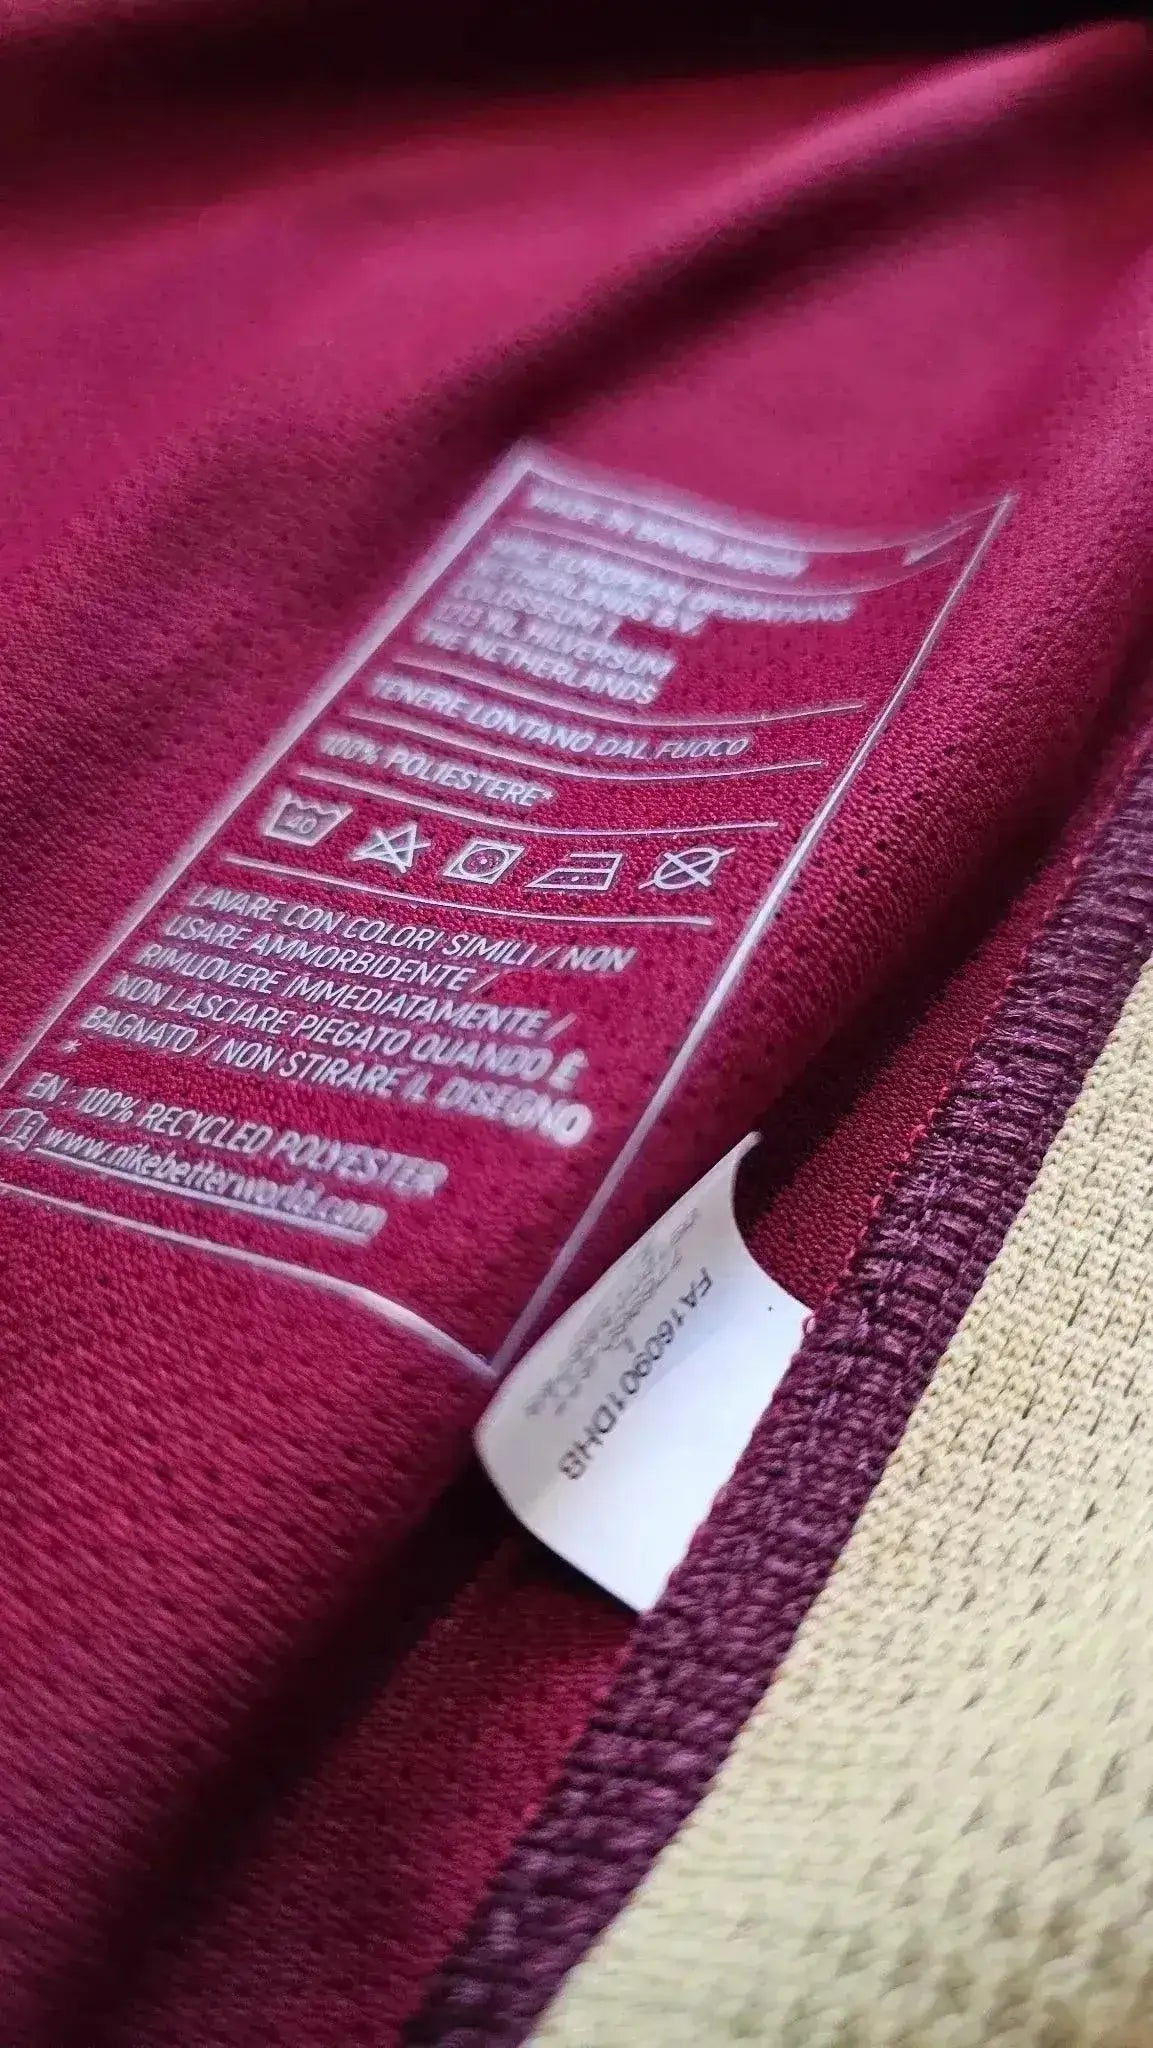 MADE IN BANGLADESH
NIKE EUROPEAN OPERATIONS
NETHERLANDS B.V.
COLOSSEUM 1,
1213 NL HILVERSUM
THE NETHERLANDS
TENERE LONTANO DAL FUOCO
100% POLIESTERE*
40
LAVARE CON COLORI SIMILI / NON
USARE AMMORBIDENTE /
RIMUOVERE IMMEDIATAMENTE /
NON LASCIARE PIEGATO QUANDO È
BAGNATO / NON STIRARE IL DISEGNO
*
EN - 100% RECYCLED POLYESTER
www.nikebetterworld.com